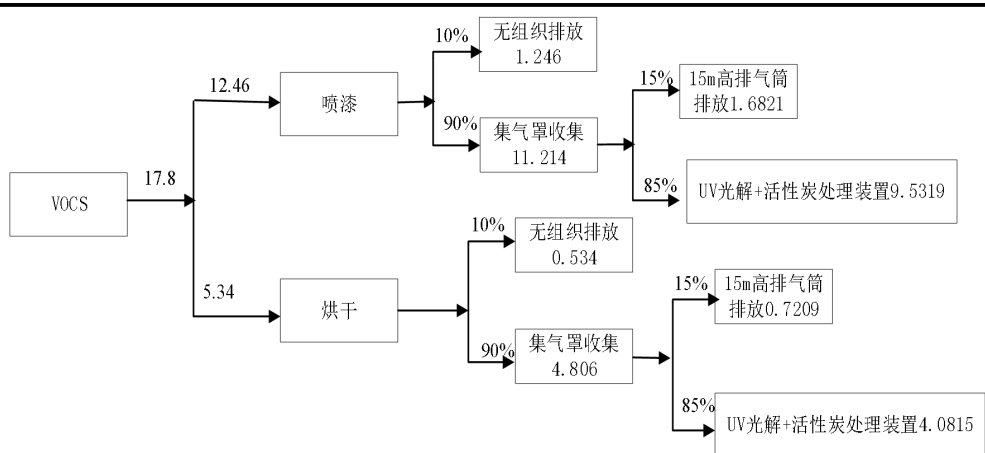 VOCS
17.8
12.46
喷漆
10%
无组织排放
1.246
90%
集气罩收集
11.214
15%
15m高排气筒
排放1.6821
85%
UV光解+活性炭处理装置9.5319
5.34
烘干
10%
无组织排放
0.534
90%
集气罩收集
4.806
15%
15m高排气筒
排放0.7209
85%
UV光解+活性炭处理装置4.0815